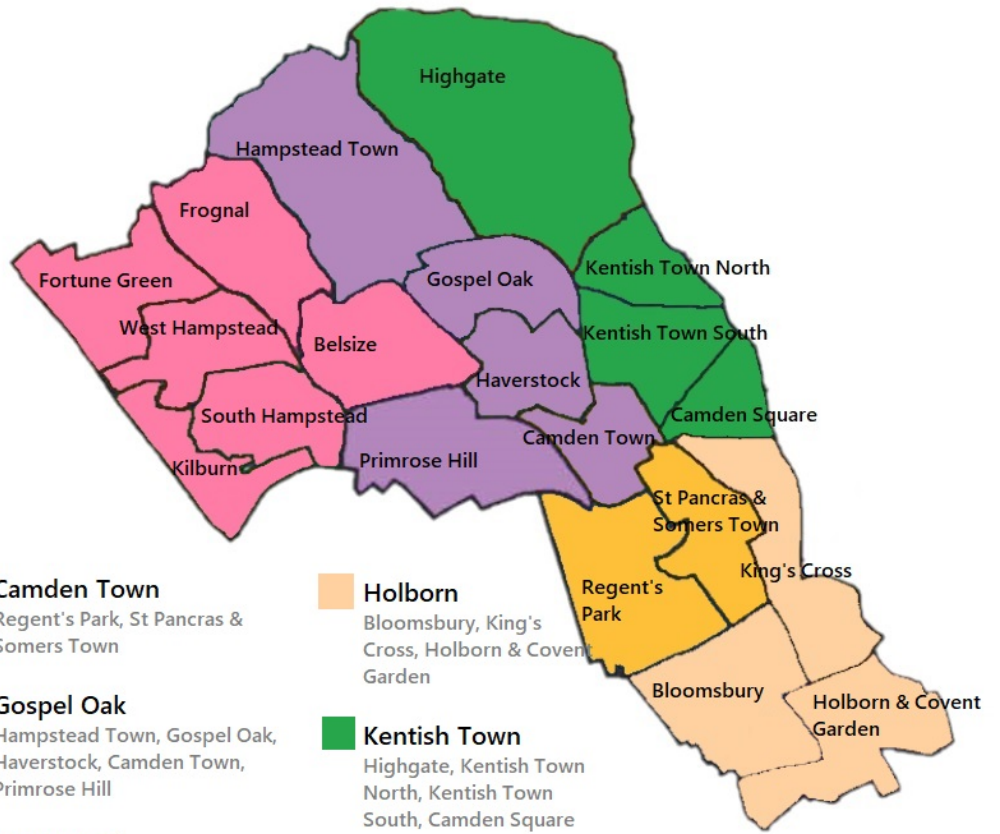 Highgate
Hampstead Town
Frognal
Kentish Town North
Gospel Oak
Fortune Green
West Hampstead
Kentish Town South
Belsize
Haverstock
South Hampstead
Camden Square
Camden Town
Primrose Hill
Kilburn
St Pancras &
Somers Town
King's Cross
Regent's
Park
Bloomsbury
Holborn & Covent
Garden
Camden Town
Regent's Park, St Pancras &
Somers Town
Gospel Oak
Hampstead Town, Gospel Oak,
Haverstock, Camden Town,
Primrose Hill
Holborn
Bloomsbury, King's
Cross, Holborn & Covent
Garden
Kentish Town
Highgate, Kentish Town
North, Kentish Town
South, Camden Square